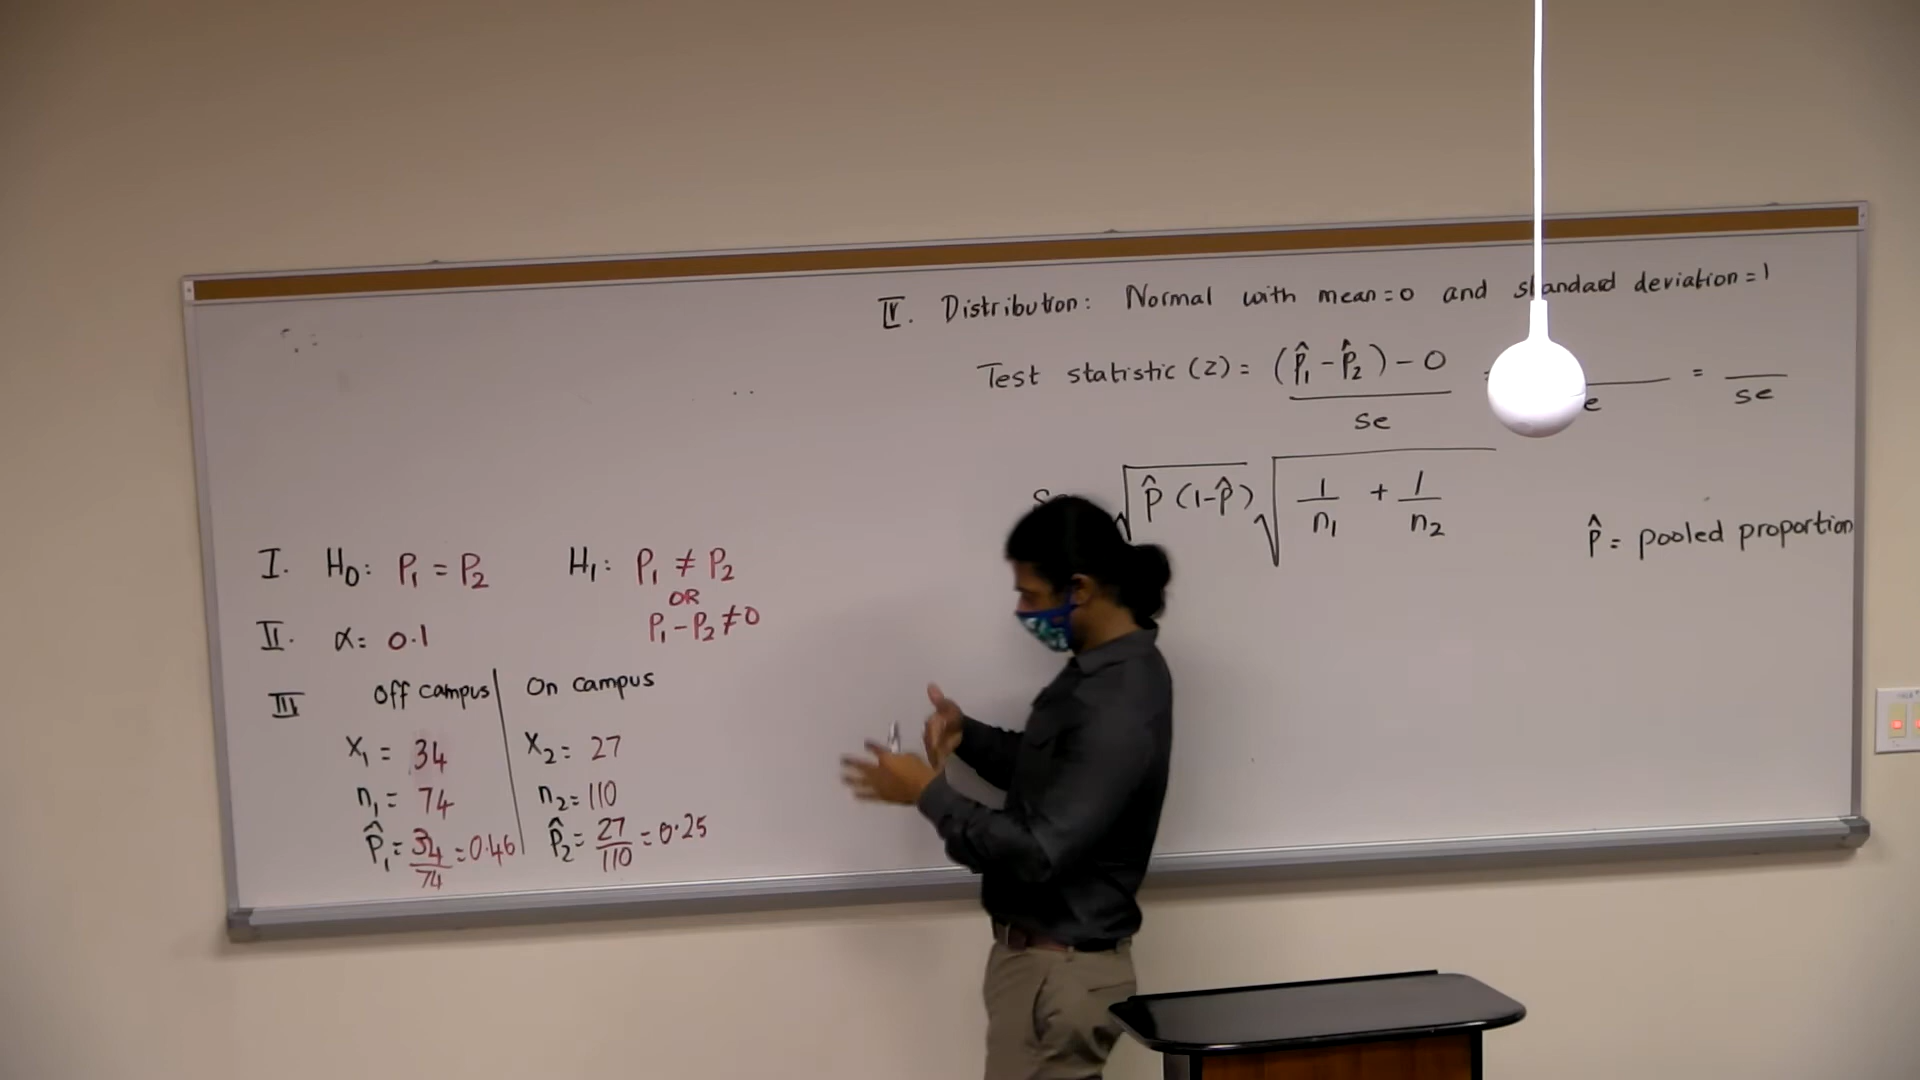 IV. Distribution: Normal with mean=0 and standard deviation=1
Test statistic (z) = (p̂₁ - p̂₂) - 0 / se = / se = / se
√p̂(1-p̂) √1/n₁ + 1/n₂
p̂ = pooled proportion
I. H₀: P₁ = P₂ H₁: P₁ ≠ P₂
OR
P₁ - P₂ ≠ 0
II. α = 0.1
III Off campus On campus
x₁ = 34 x₂ = 27
n₁ = 74 n₂ = 110
p̂₁ = 34/74 = 0.46 p̂₂ = 27/110 = 0.25